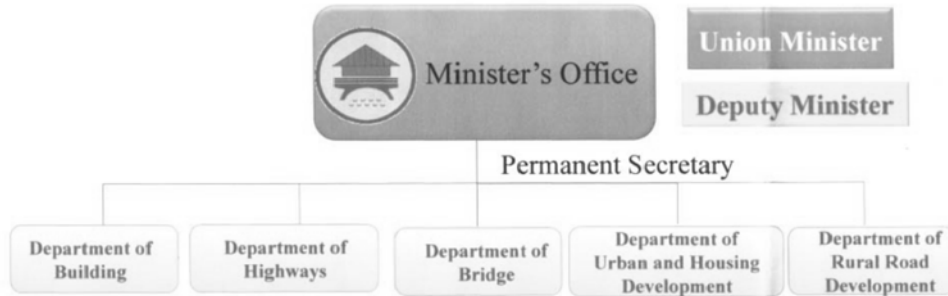 Minister's Office
Union Minister
Deputy Minister
Permanent Secretary
Department of
Building
Department of
Highways
Department of
Bridge
Department of
Urban and Housing
Development
Department of
Rural Road
Development